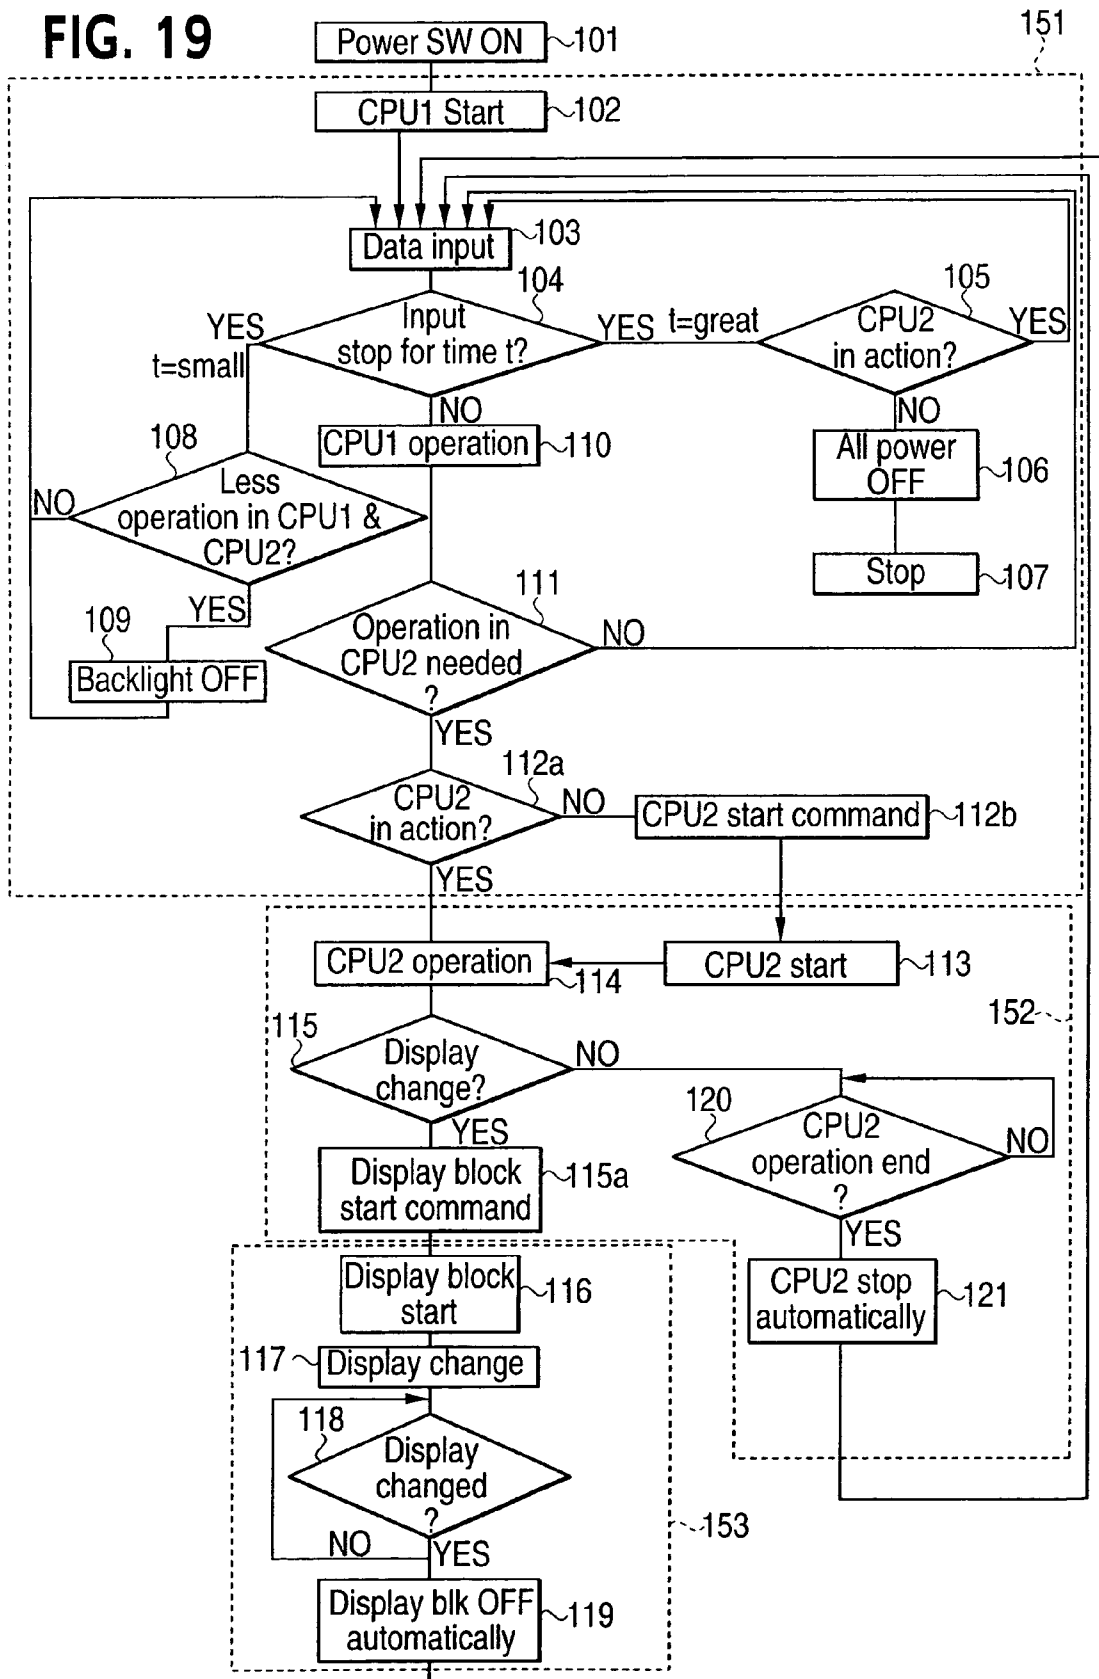 FIG. 19
Power SW ON
101
151
CPU1 Start
102
Data input
103
104
Input
stop for time t?
YES
t=small
YES
t=great
105
CPU2
in action?
YES
NO
NO
CPU1 operation
110
All power
OFF
106
Stop
107
108
Less
operation in CPU1 &
CPU2?
NO
YES
109
Backlight OFF
111
Operation in
CPU2 needed
?
NO
YES
112a
CPU2
in action?
NO
CPU2 start command
112b
YES
CPU2 operation
114
CPU2 start
113
152
115
Display
change?
NO
YES
120
CPU2
operation end
?
NO
YES
Display block
start command
115a
Display block
start
116
CPU2 stop
automatically
121
117
Display change
118
Display
changed
?
NO
YES
153
Display blk OFF
automatically
119